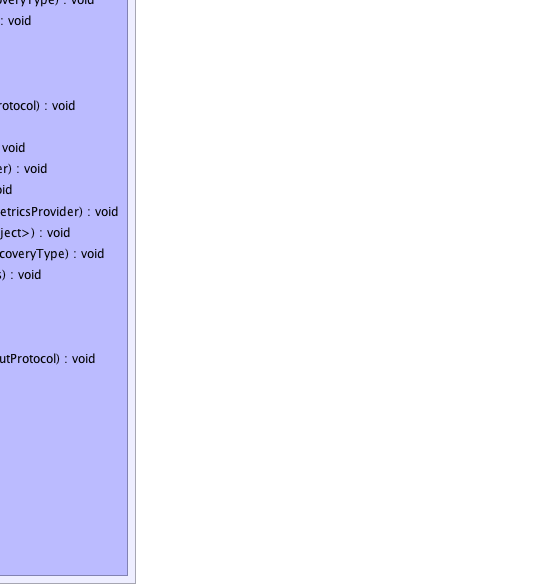 overyType) : void
: void
rotocol) : void
void
er) : void
oid
etricsProvider) : void
ject>) : void
coveryType) : void
s) : void
utProtocol) : void